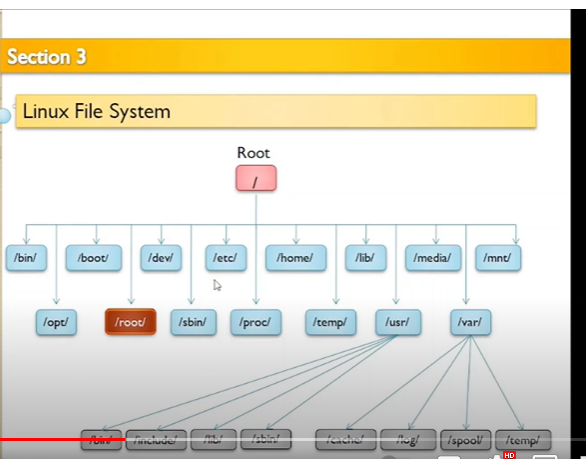 Section 3
Linux File System
Root
/
/bin/ /boot/ /dev/ /etc/ /home/ /lib/ /media/ /mnt/
/opt/ /root/ /sbin/ /proc/ /temp/ /usr/ /var/
/bin/ /include/ /lib/ /sbin/ /cache/ /log/ /spool/ /temp/
HD